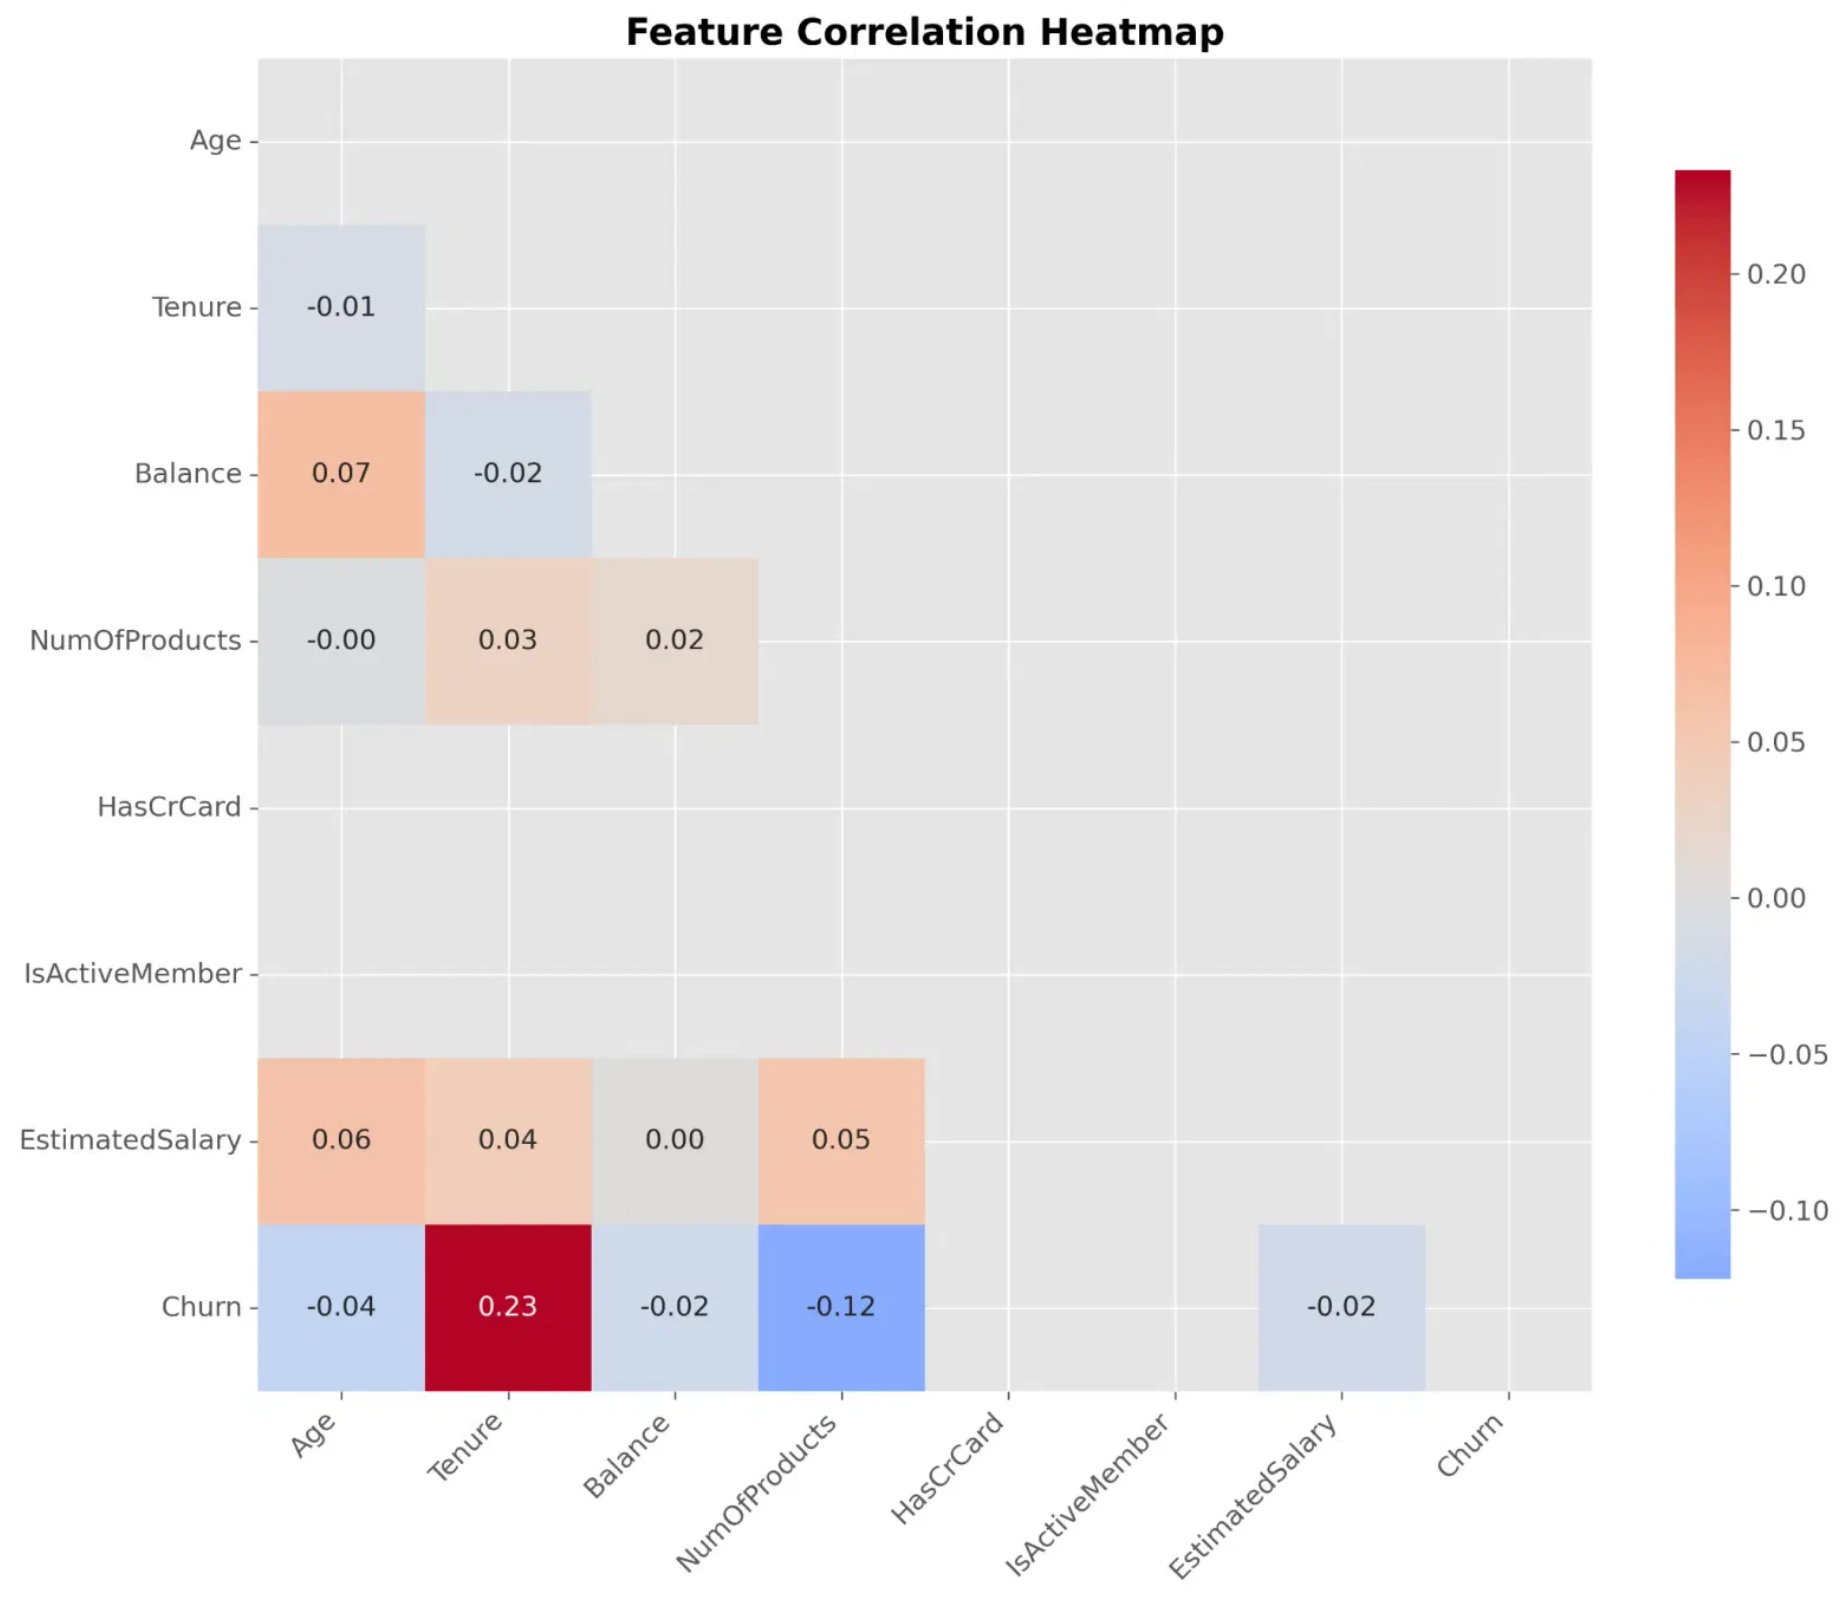 Feature Correlation Heatmap
Age
Tenure
-0.01
Balance
0.07 -0.02
NumOfProducts
-0.00 0.03 0.02
HasCrCard
IsActiveMember
EstimatedSalary
0.06 0.04 0.00 0.05
Churn
-0.04 0.23 -0.02 -0.12 -0.02
Age
Tenure
Balance
NumOfProducts
HasCrCard
IsActiveMember
EstimatedSalary
Churn
0.20
0.15
0.10
0.05
0.00
−0.05
−0.10